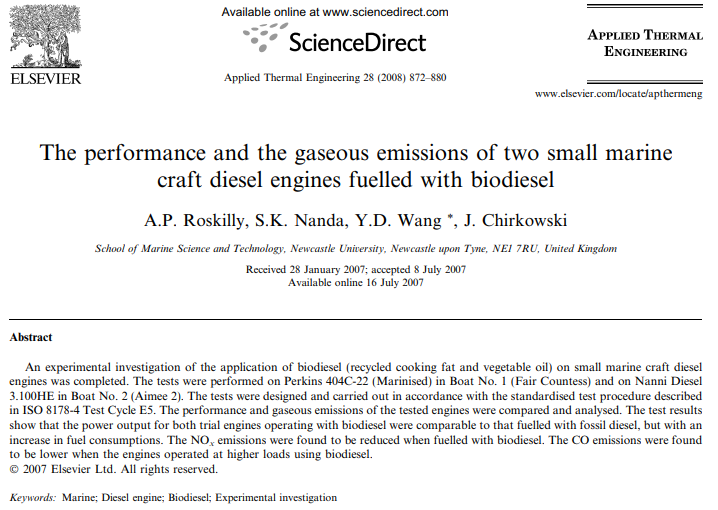 Available online at www.sciencedirect.com
ScienceDirect
ELSEVIER
Applied Thermal Engineering 28 (2008) 872–880
APPLIED THERMAL
ENGINEERING
www.elsevier.com/locate/apthermeng
The performance and the gaseous emissions of two small marine
craft diesel engines fuelled with biodiesel
A.P. Roskilly, S.K. Nanda, Y.D. Wang *, J. Chirkowski
School of Marine Science and Technology, Newcastle University, Newcastle upon Tyne, NE1 7RU, United Kingdom
Received 28 January 2007; accepted 8 July 2007
Available online 16 July 2007
Abstract
An experimental investigation of the application of biodiesel (recycled cooking fat and vegetable oil) on small marine craft diesel
engines was completed. The tests were performed on Perkins 404C-22 (Marinised) in Boat No. 1 (Fair Countess) and on Nanni Diesel
3.100HE in Boat No. 2 (Aimee 2). The tests were designed and carried out in accordance with the standardised test procedure described
in ISO 8178-4 Test Cycle E5. The performance and gaseous emissions of the tested engines were compared and analysed. The test results
show that the power output for both trial engines operating with biodiesel were comparable to that fuelled with fossil diesel, but with an
increase in fuel consumptions. The NOx emissions were found to be reduced when fuelled with biodiesel. The CO emissions were found
to be lower when the engines operated at higher loads using biodiesel.
© 2007 Elsevier Ltd. All rights reserved.
Keywords: Marine; Diesel engine; Biodiesel; Experimental investigation